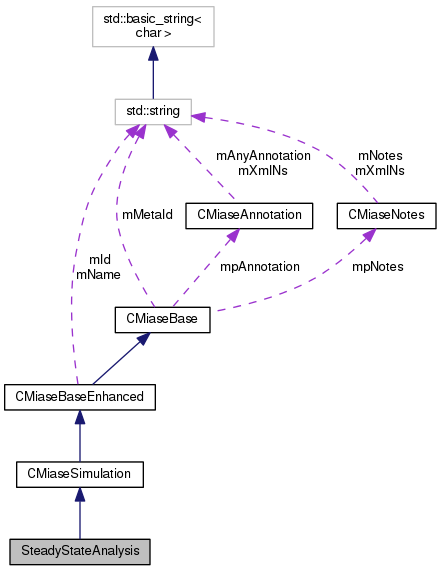 std::basic_string<
char >
std::string
mAnyAnnotation
mXmlNs
mNotes
mXmlNs
CMiaseAnnotation
CMiaseNotes
mMetaId
mId
mName
mpAnnotation
mpNotes
CMiaseBase
CMiaseBaseEnhanced
CMiaseSimulation
SteadyStateAnalysis